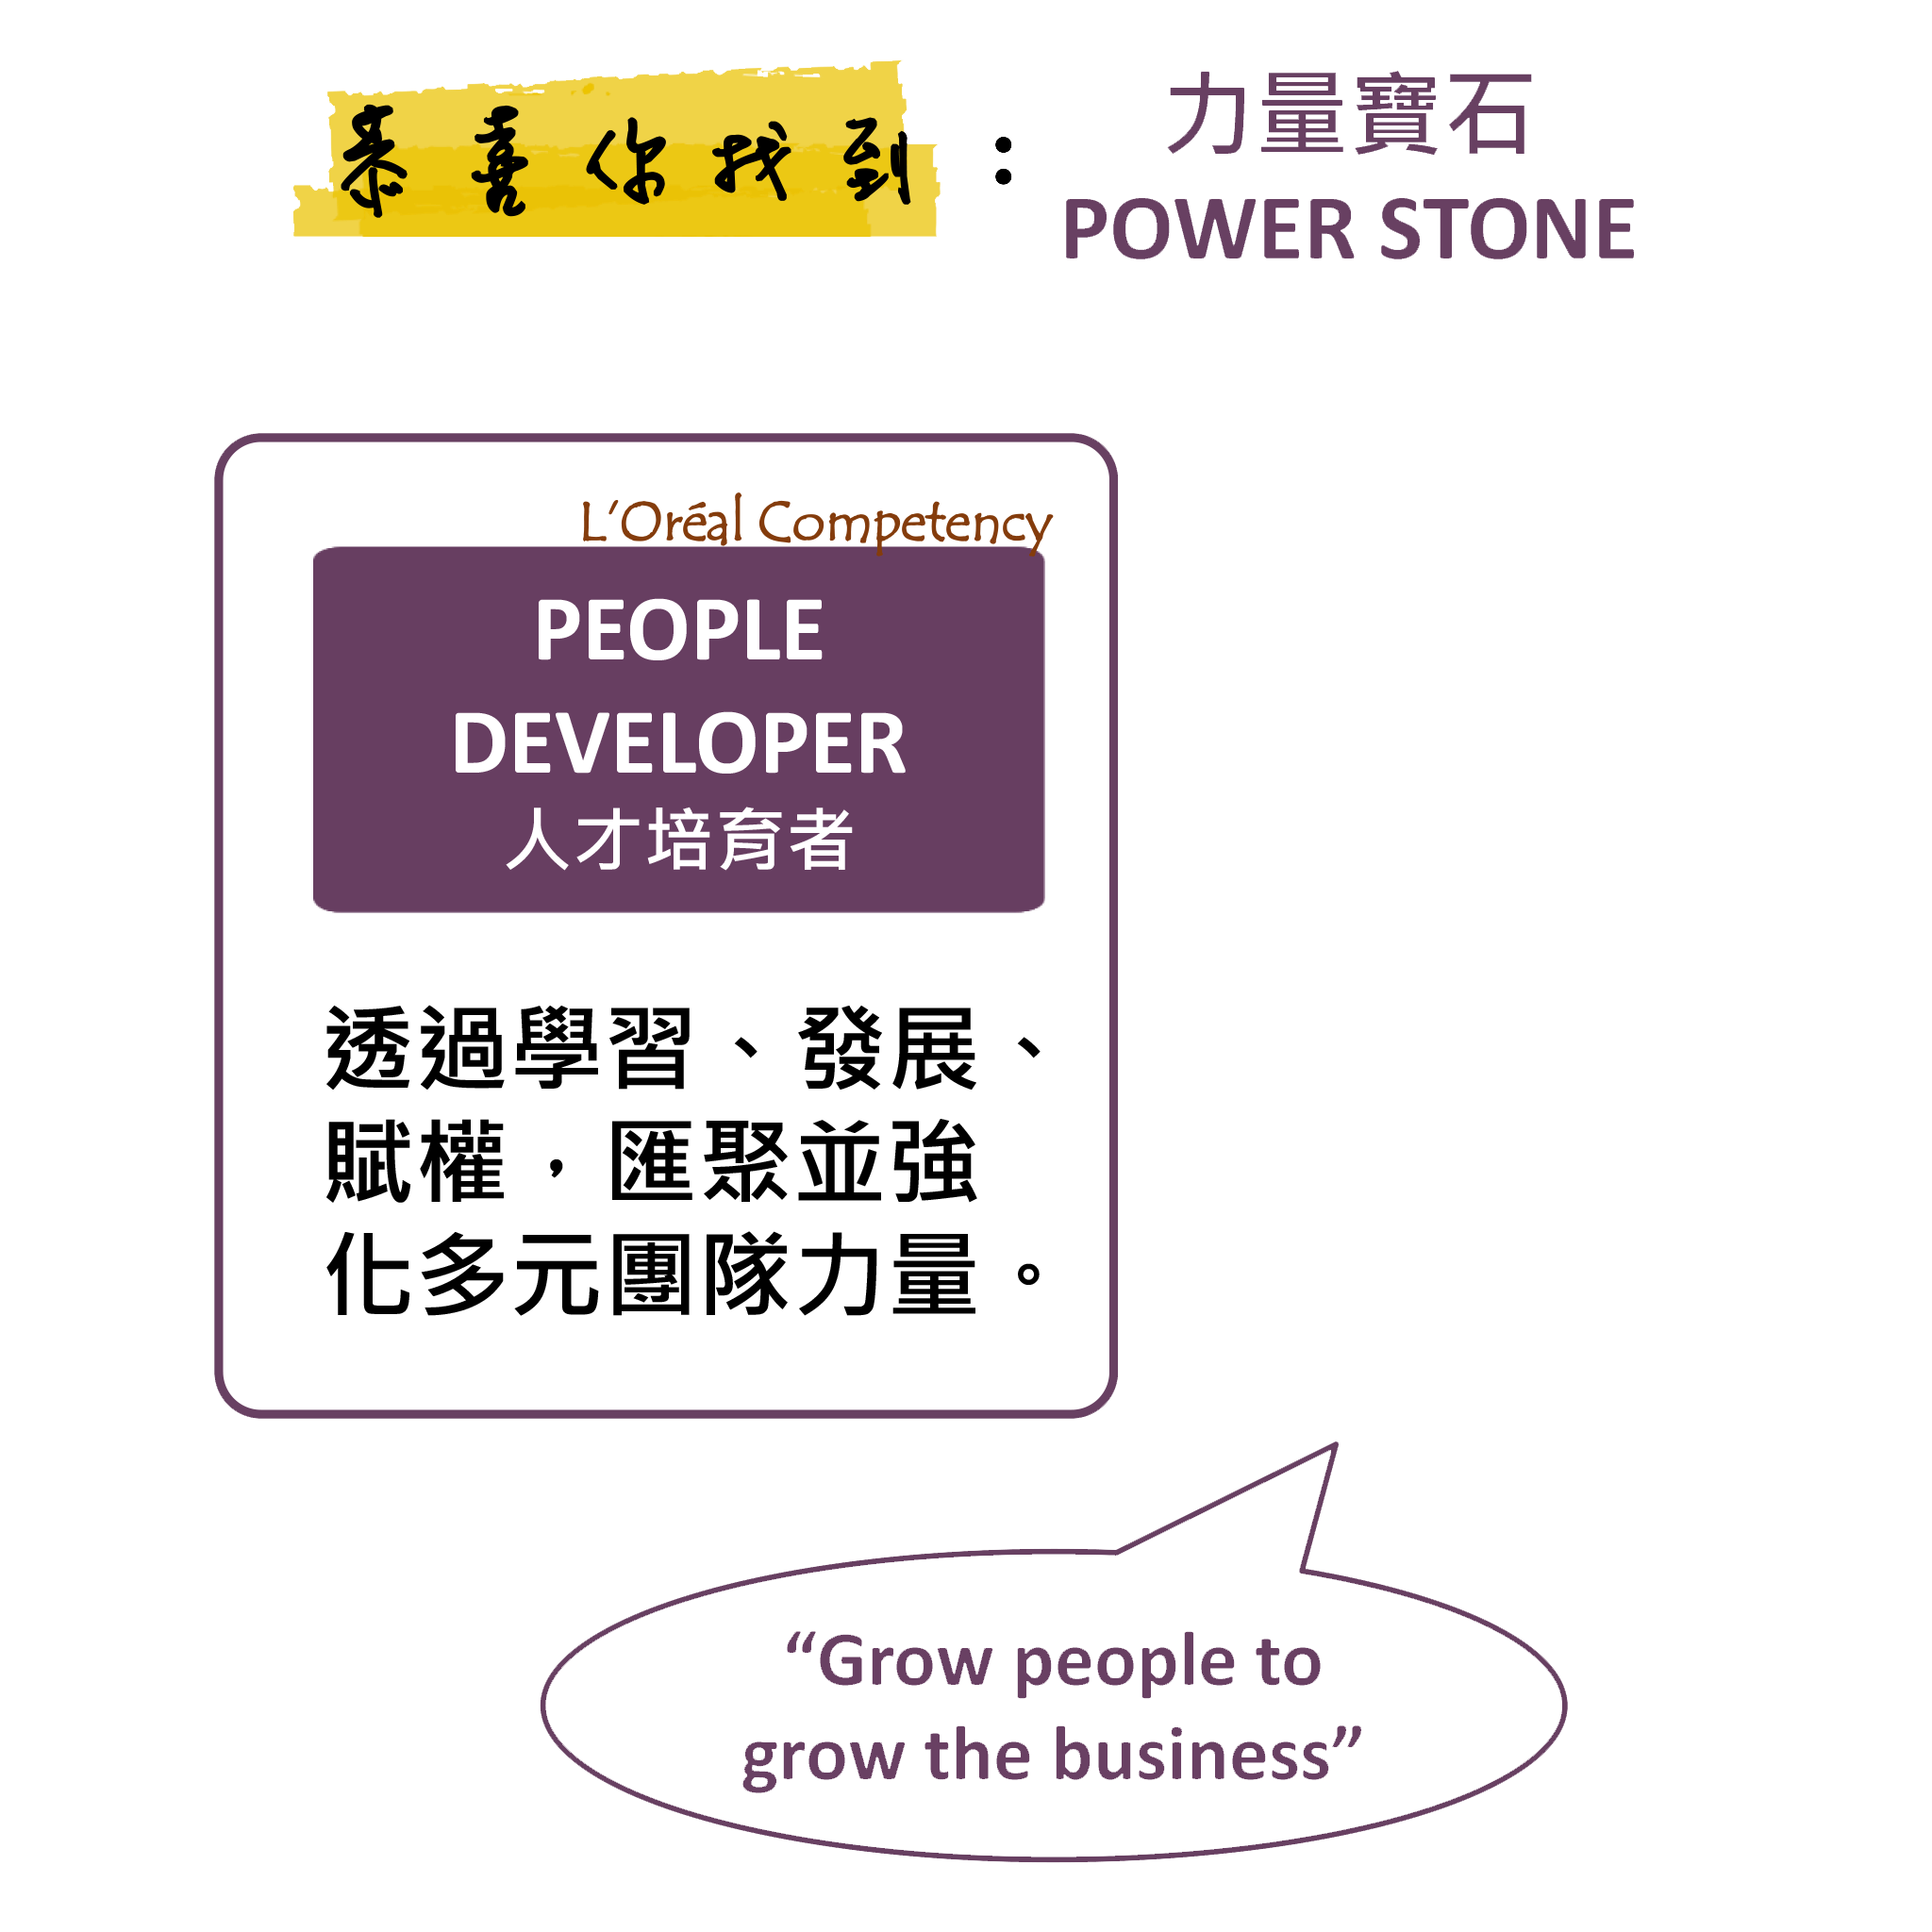 恭喜你找到：
力量寶石
POWER STONE
L'Oréal Competency
PEOPLE
DEVELOPER
人才培育者
透過學習、發展、
賦權，匯聚並強
化多元團隊力量。
“Grow people to
grow the business”